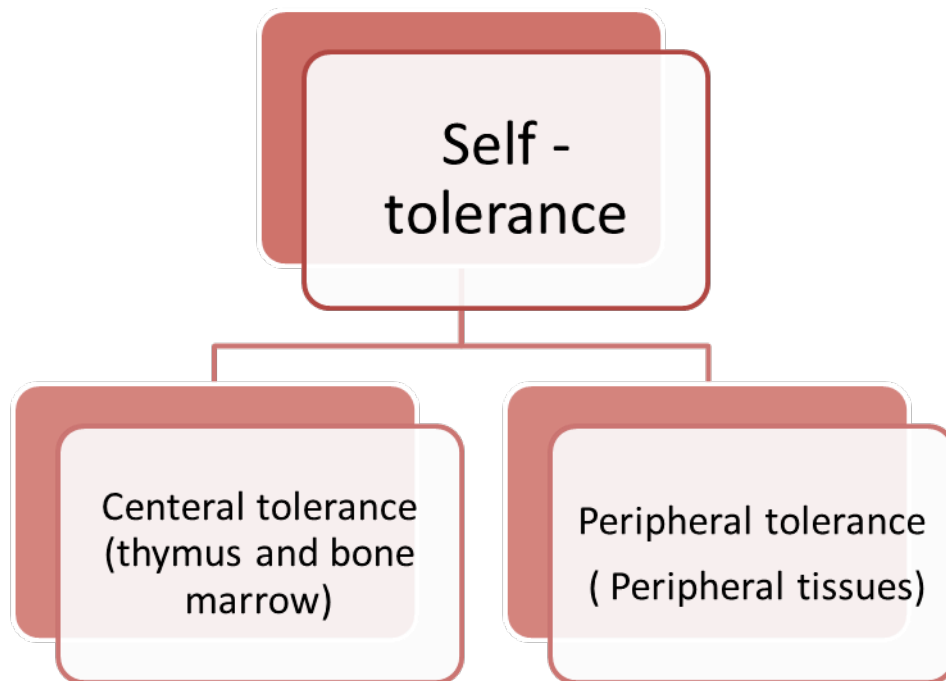 Self -
tolerance
Centeral tolerance
(thymus and bone
marrow)
Peripheral tolerance
( Peripheral tissues)